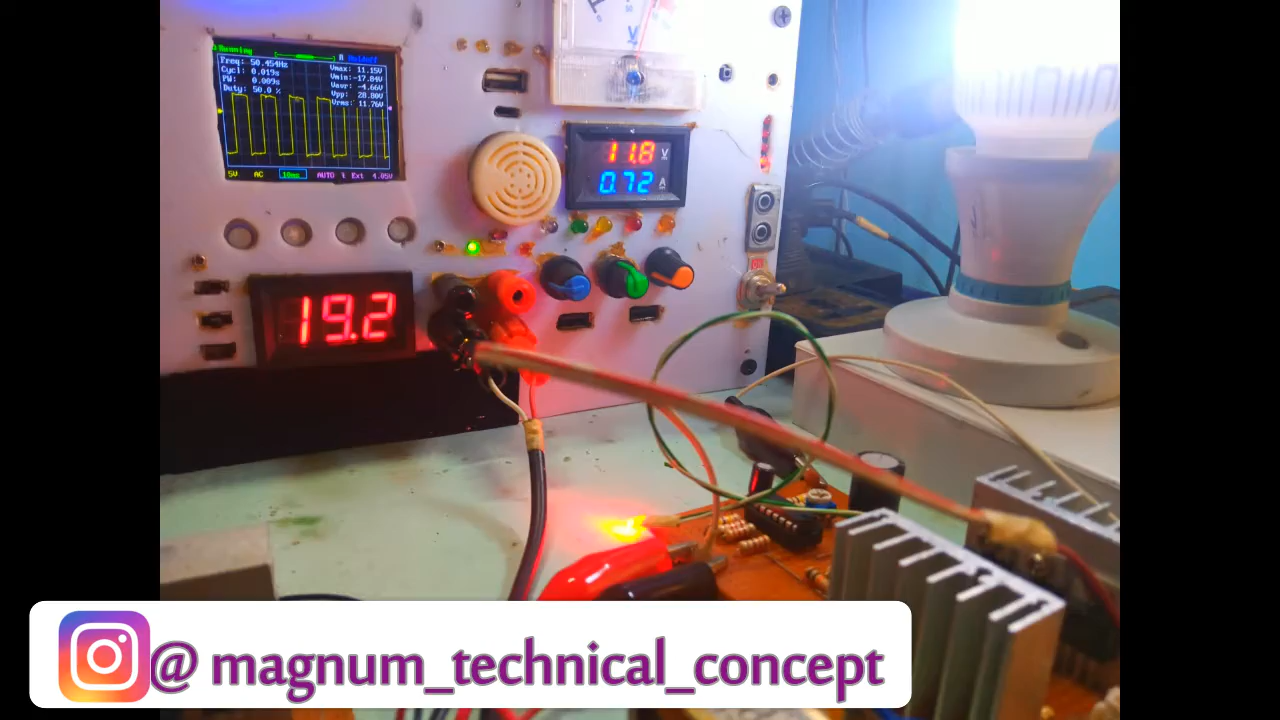 Running
Freq: 50.454Hz
Cycl: 0.019s
PW: 0.009s
Duty: 50.0 %
Vmax: 11.15V
Vmin:-17.84V
Vavr: -4.66V
Vpp: 28.80V
Vrms: 11.76V
5V AC 10ms AUTO Ext 4.05V
V
11.8 V
0.72 A
19.2
@ magnum_technical_concept